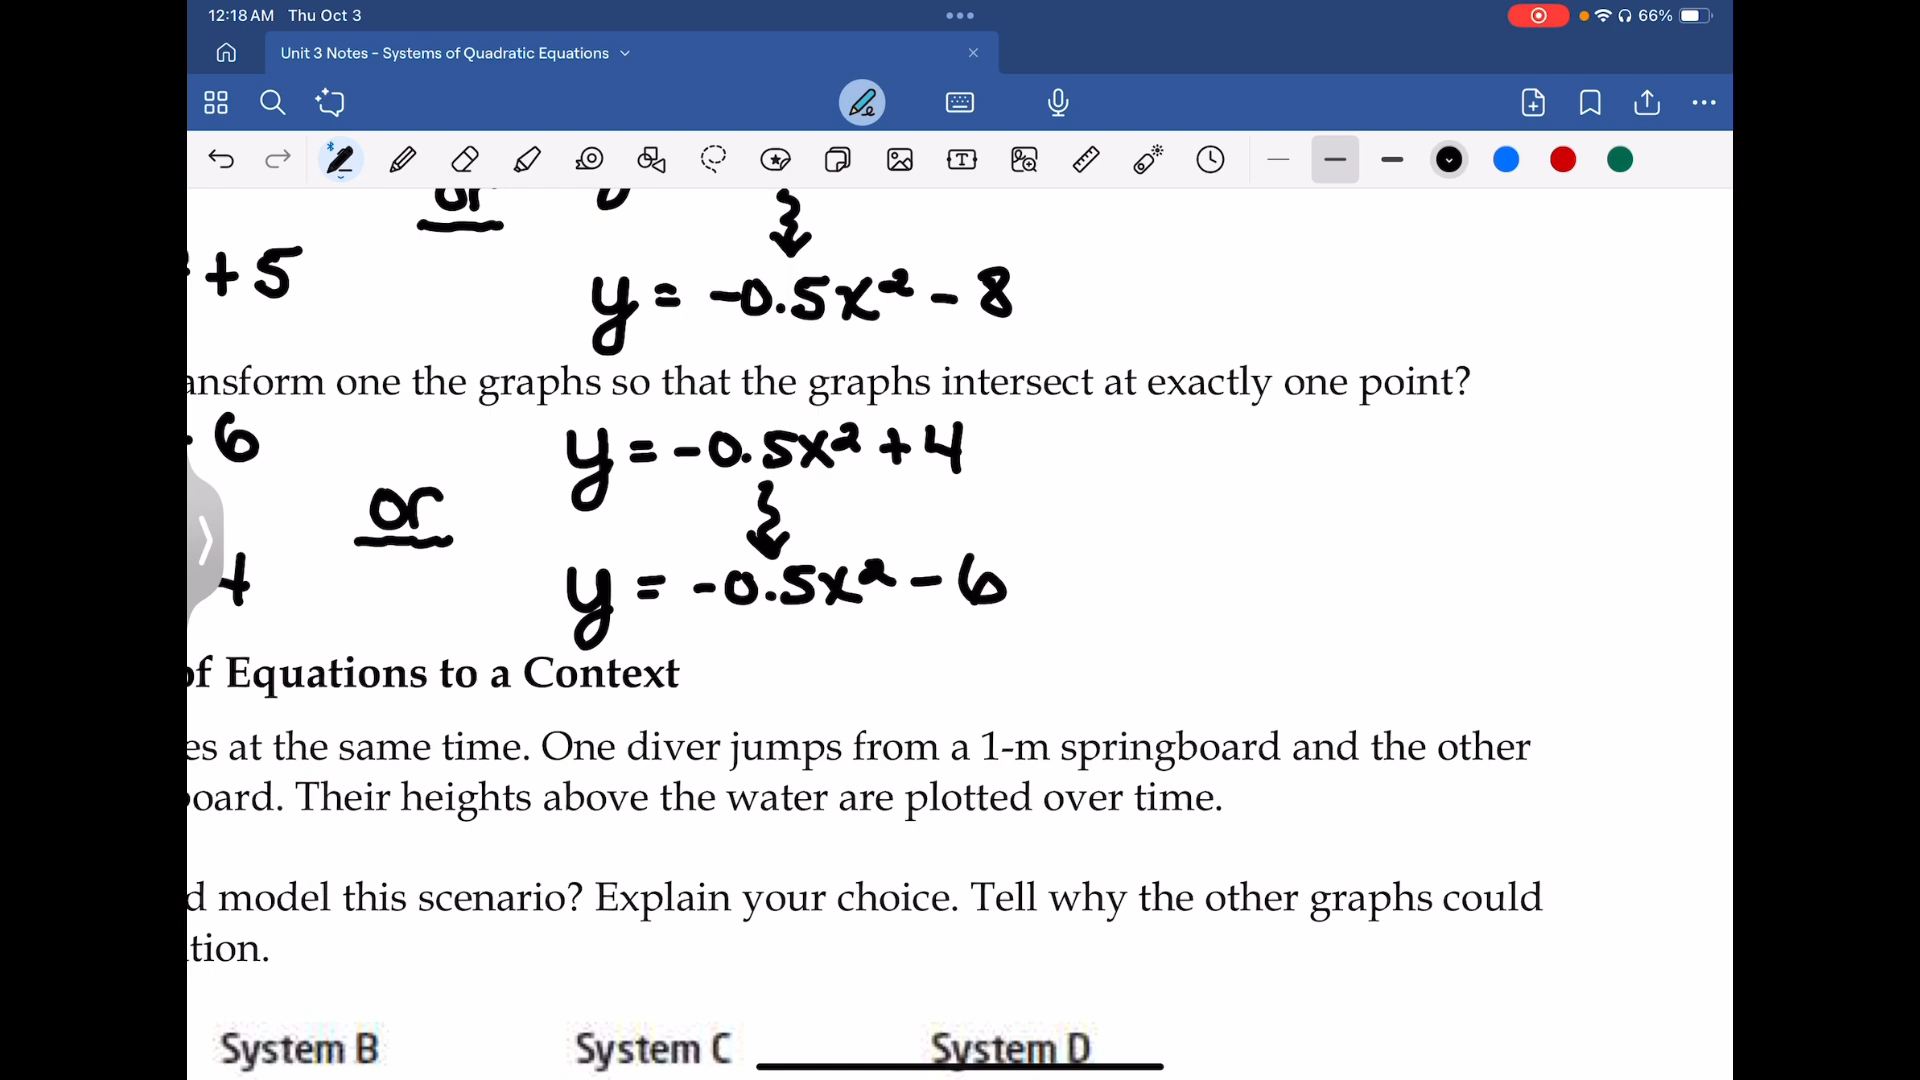 12:18 AM Thu Oct 3
66%
Unit 3 Notes - Systems of Quadratic Equations
or
+ 5
y = -0.5x² - 8
ansform one the graphs so that the graphs intersect at exactly one point?
6
y = -0.5x² + 4
or
y = -0.5x² - 6
of Equations to a Context
es at the same time. One diver jumps from a 1-m springboard and the other
oard. Their heights above the water are plotted over time.
d model this scenario? Explain your choice. Tell why the other graphs could
tion.
System B System C System D